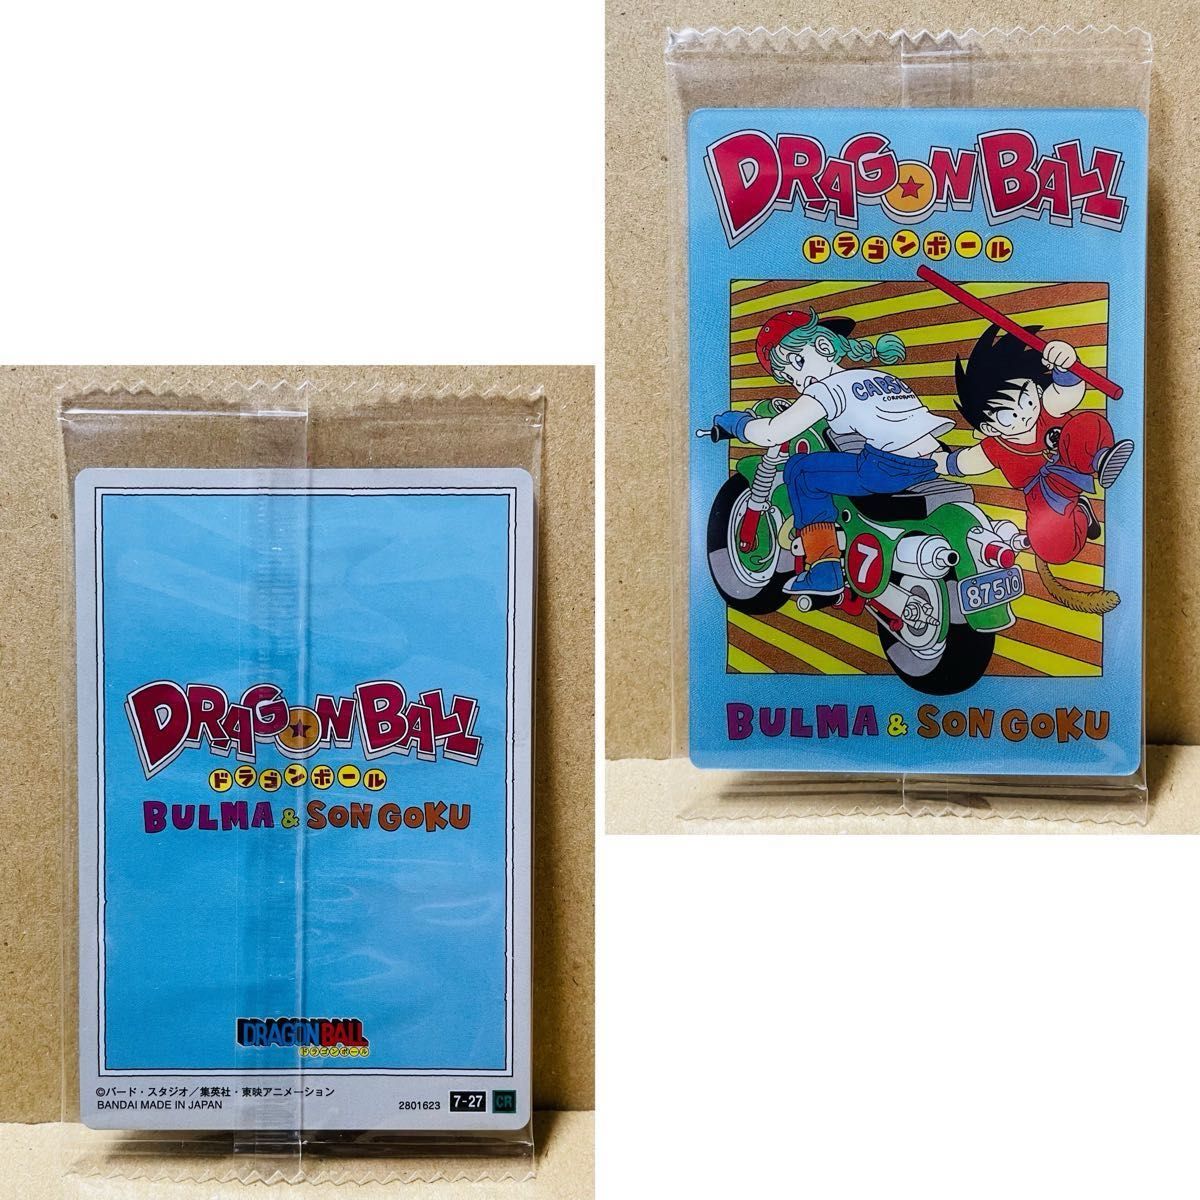 DRAGON BALL
ドラゴンボール
CAPSU
CORPORATI
7
87510
BULMA & SON GOKU
DRAGON BALL
ドラゴンボール
BULMA & SON GOKU
DRAGON BALL
ドラゴンボール
©バード・スタジオ／集英社・東映アニメーション
BANDAI MADE IN JAPAN
2801623 7-27 CR